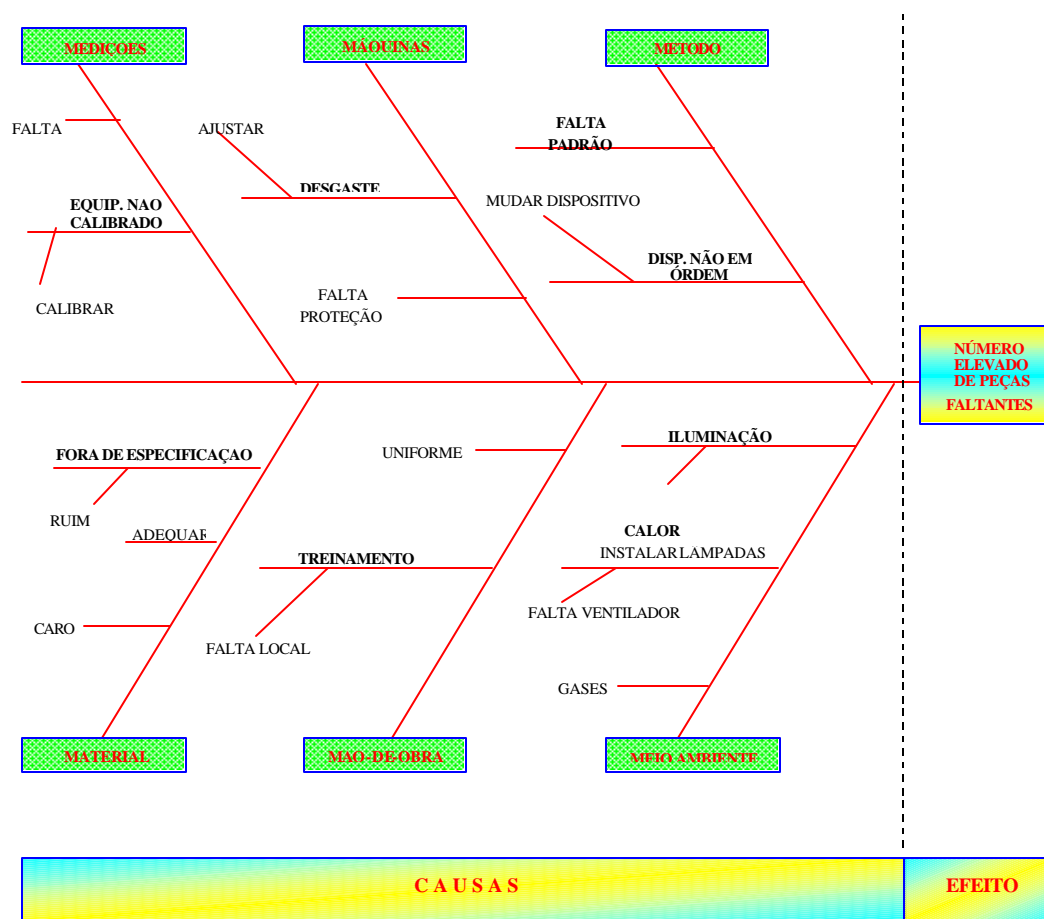 MEDIÇOES
MÁQUINAS
METODO
FALTA
AJUSTAR
FALTA
PADRÃO
DESGASTE
MUDAR DISPOSITIVO
EQUIP. NAO
CALIBRADO
DISP. NÃO EM
ÓRDEM
CALIBRAR
FALTA
PROTEÇÃO
NÚMERO
ELEVADO
DE PEÇAS
FALTANTES
FORA DE ESPECIFICAÇAO
UNIFORME
ILUMINAÇÃO
RUIM
ADEQUAR
TREINAMENTO
CALOR
INSTALAR LAMPADAS
CARO
FALTA LOCAL
FALTA VENTILADOR
GASES
MATERIAL
MAO-DE-OBRA
MEIO AMBIENTE
C A U S A S
EFEITO